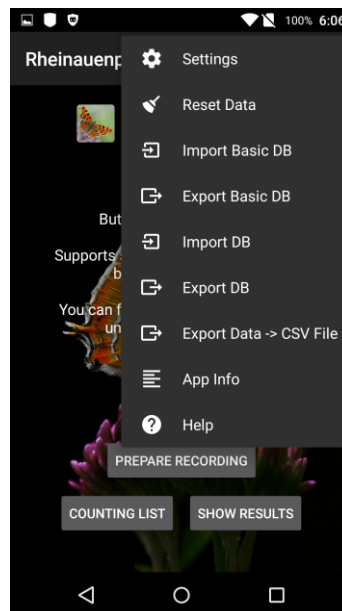 100% 6:06
Rheinauenp
Settings
Reset Data
Import Basic DB
Export Basic DB
Import DB
Export DB
Export Data -> CSV File
App Info
Help
But
Supports
b
You can f
un
PREPARE RECORDING
COUNTING LIST
SHOW RESULTS